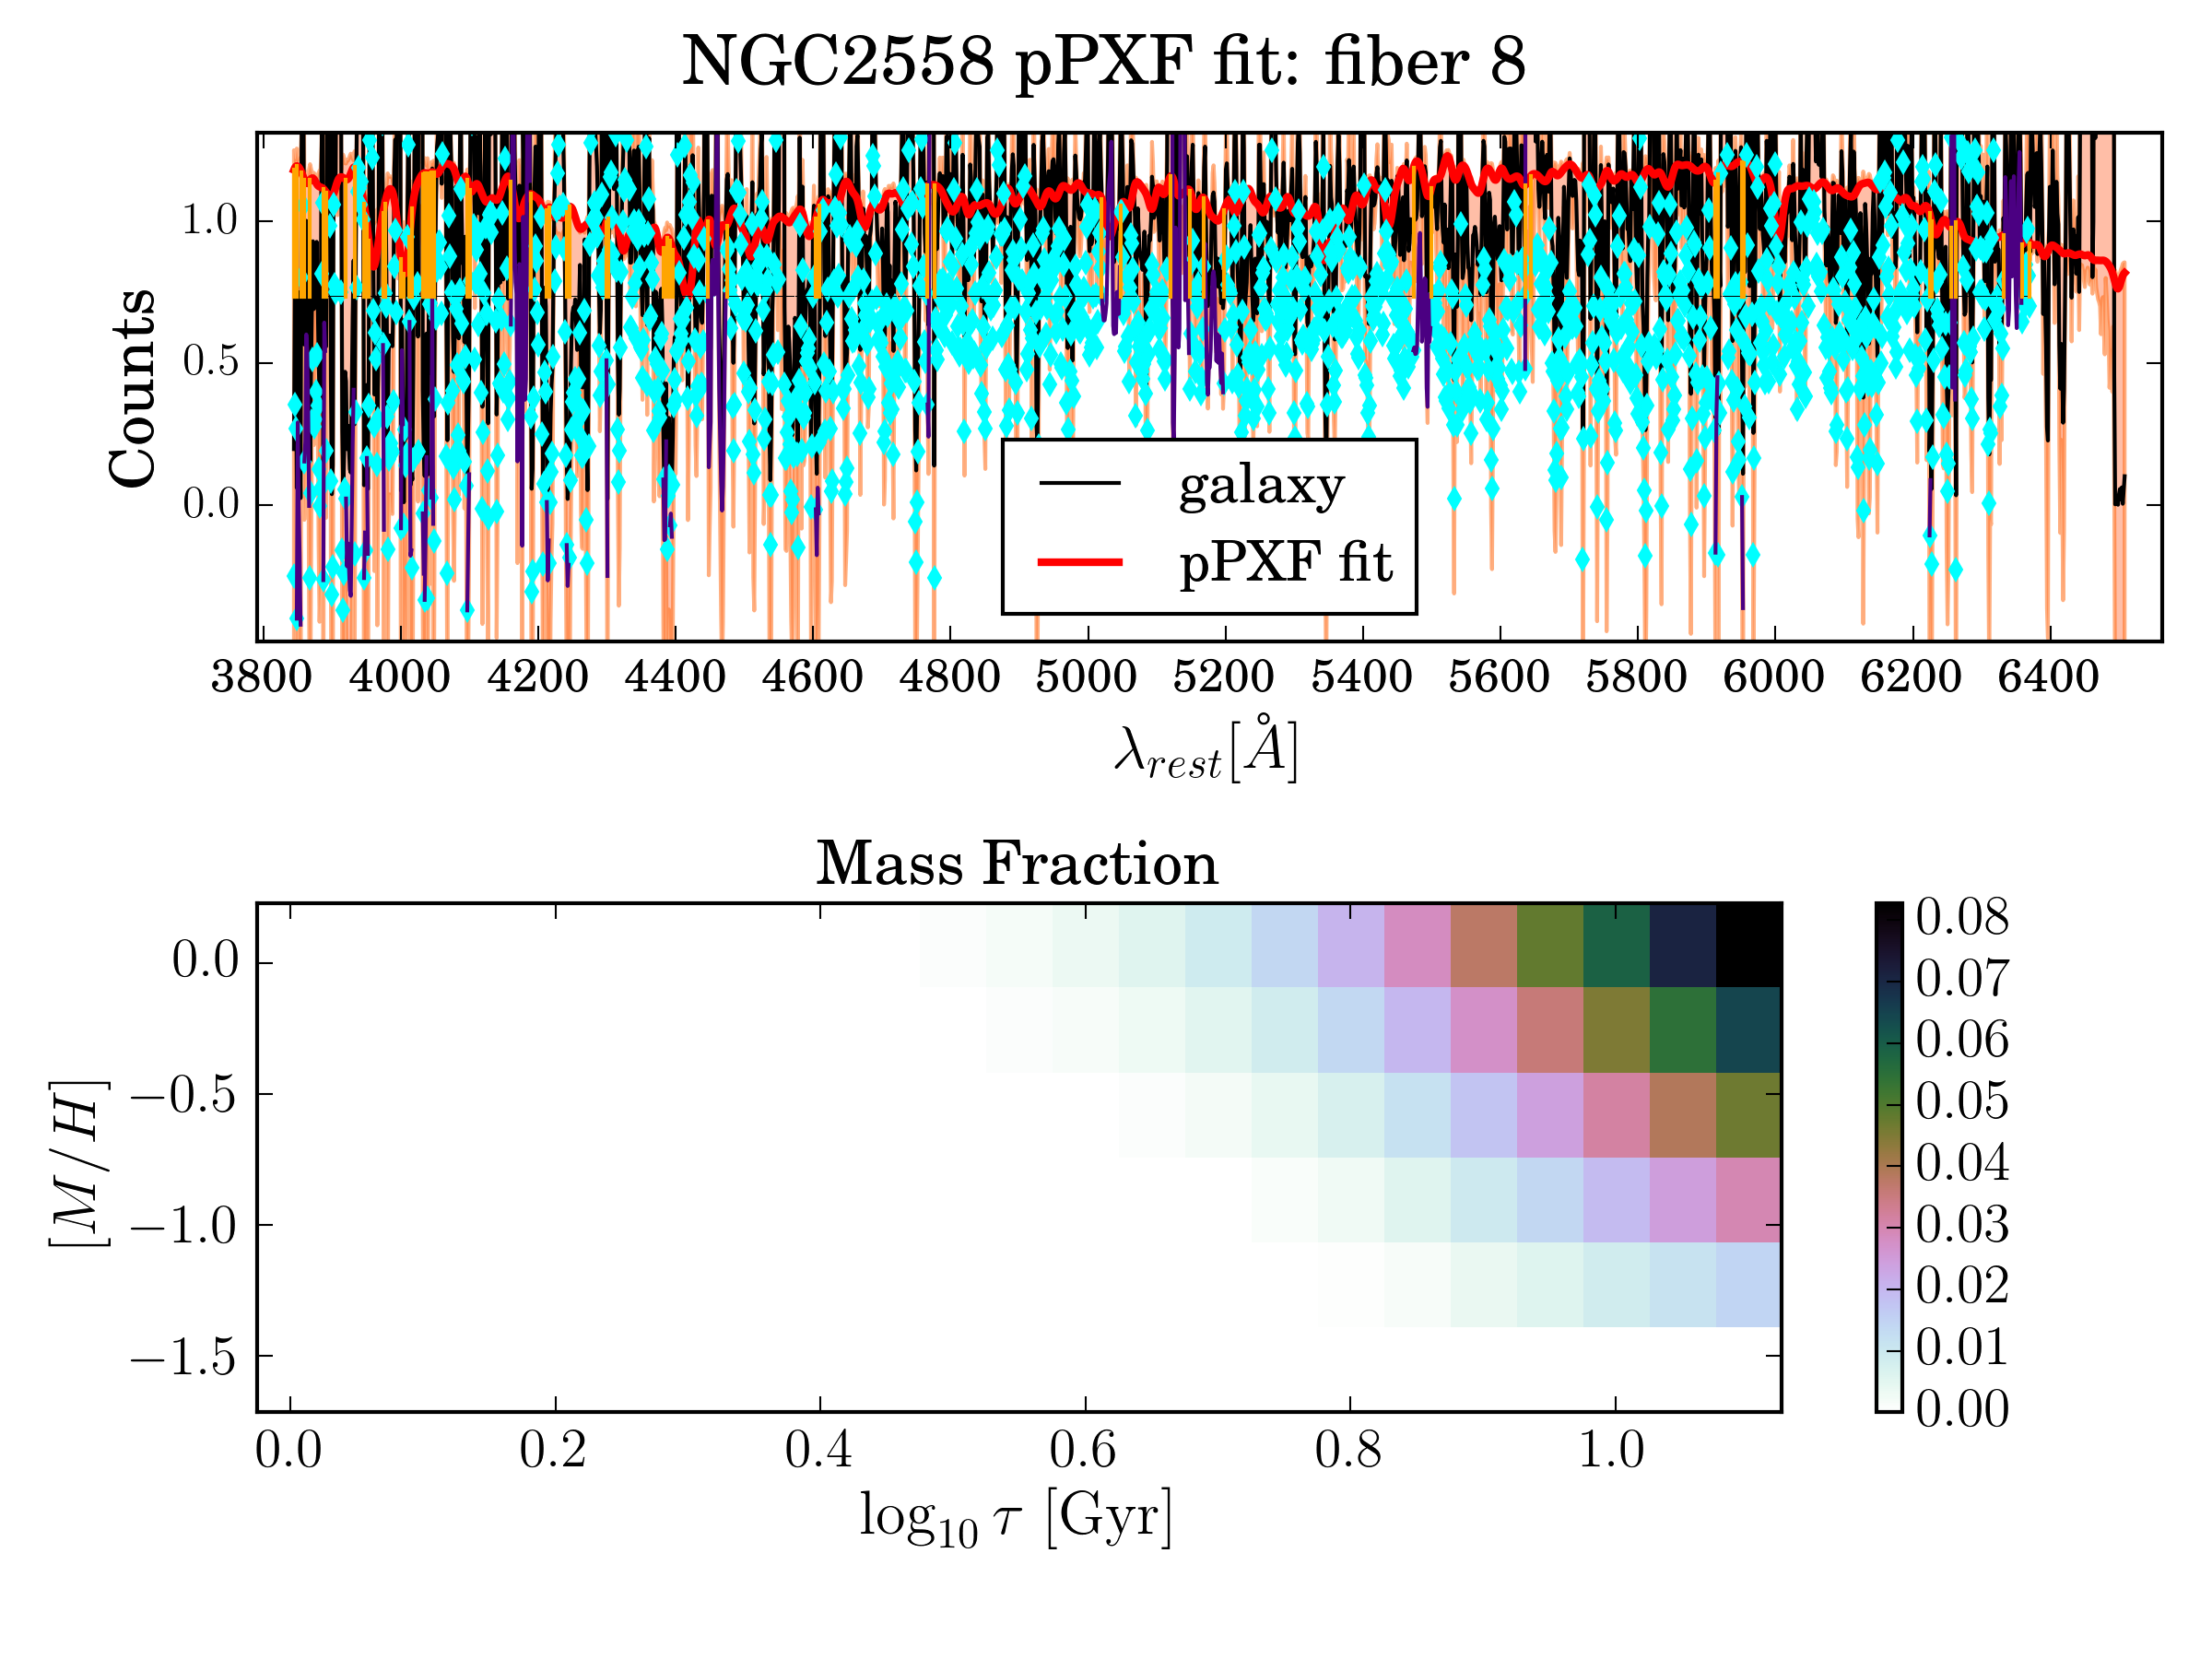 NGC2558 pPXF fit: fiber 8
Counts
1.0
0.5
0.0
galaxy
pPXF fit
3800 4000 4200 4400 4600 4800 5000 5200 5400 5600 5800 6000 6200 6400
λrest[Å]
Mass Fraction
[M/H]
0.0
−0.5
−1.0
−1.5
0.0 0.2 0.4 0.6 0.8 1.0
log10 τ [Gyr]
0.08
0.07
0.06
0.05
0.04
0.03
0.02
0.01
0.00